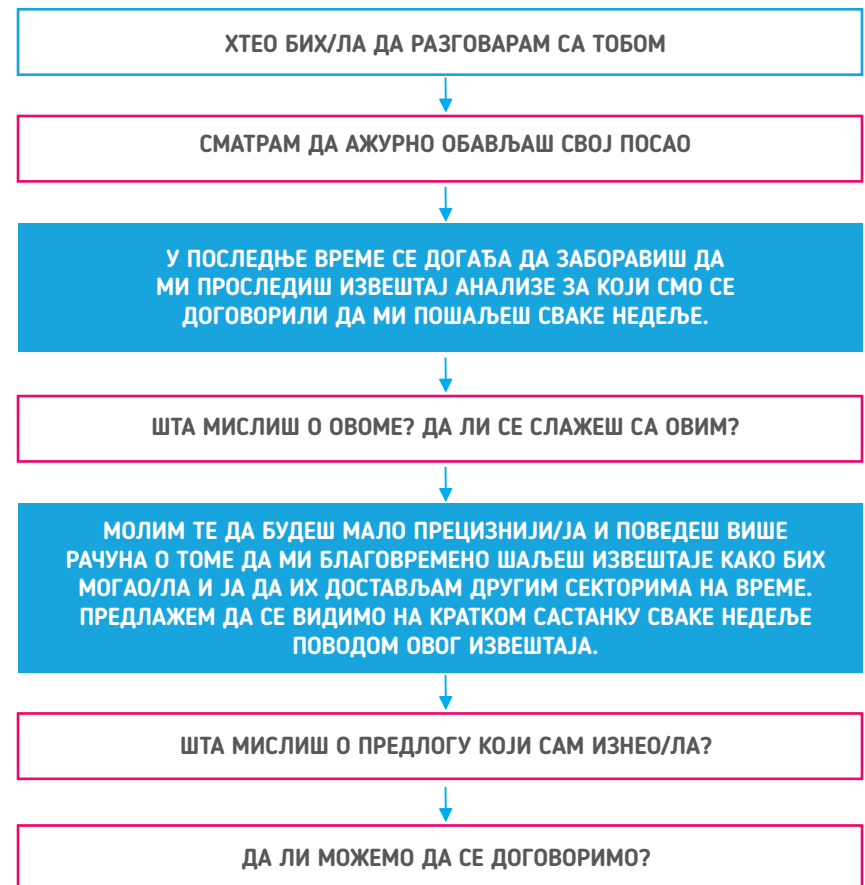 ХТЕО БИХ/ЛА ДА РАЗГОВАРАМ СА ТОБОМ
СМАТРАМ ДА АЖУРНО ОБАВЉАШ СВОЈ ПОСАО
У ПОСЛЕДЊЕ ВРЕМЕ СЕ ДОГАЂА ДА ЗАБОРАВИШ ДА
МИ ПРОСЛЕДИШ ИЗВЕШТАЈ АНАЛИЗЕ ЗА КОЈИ СМО СЕ
ДОГОВОРИЛИ ДА МИ ПОШАЉЕШ СВАКЕ НЕДЕЉЕ.
ШТА МИСЛИШ О ОВОМЕ? ДА ЛИ СЕ СЛАЖЕШ СА ОВИМ?
МОЛИМ ТЕ ДА БУДЕШ МАЛО ПРЕЦИЗНИЈИ/ЈА И ПОВЕДЕШ ВИШЕ
РАЧУНА О ТОМЕ ДА МИ БЛАГОВРЕМЕНО ШАЉЕШ ИЗВЕШТАЈЕ КАКО БИХ
МОГАО/ЛА И ЈА ДА ИХ ДОСТАВЉАМ ДРУГИМ СЕКТОРИМА НА ВРЕМЕ.
ПРЕДЛАЖЕМ ДА СЕ ВИДИМО НА КРАТКОМ САСТАНКУ СВАКЕ НЕДЕЉЕ
ПОВОДОМ ОВОГ ИЗВЕШТАЈА.
ШТА МИСЛИШ О ПРЕДЛОГУ КОЈИ САМ ИЗНЕО/ЛА?
ДА ЛИ МОЖЕМО ДА СЕ ДОГОВОРИМО?